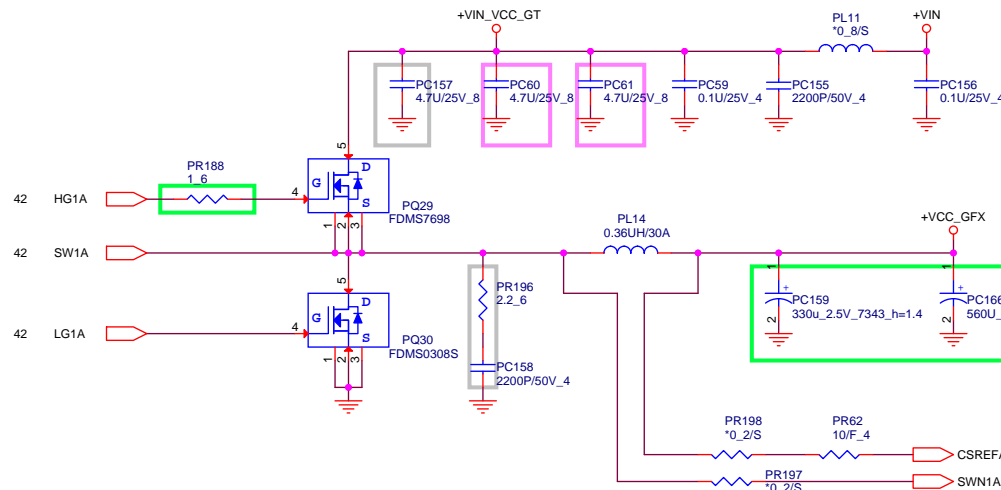 +VIN_VCC_GT
PL11
*0_8/S
+VIN
PC157
4.7U/25V_8
PC60
4.7U/25V_8
PC61
4.7U/25V_8
PC59
0.1U/25V_4
PC155
2200P/50V_4
PC156
0.1U/25V_4
42 HG1A
PR188
1_6
4
5
G
D
S
1
2
3
PQ29
FDMS7698
42 SW1A
PL14
0.36UH/30A
+VCC_GFX
PR196
2.2_6
PC158
2200P/50V_4
42 LG1A
4
5
G
D
S
1
2
3
PQ30
FDMS0308S
1
+
2
PC159
330u_2.5V_7343_h=1.4
1
+
2
PC166
560U_
PR198
*0_2/S
PR62
10/F_4
CSREFA
PR197
*0_2/S
SWN1A